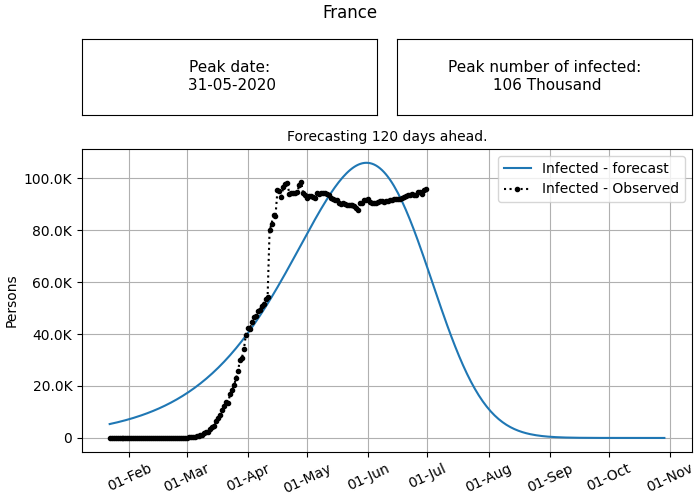 France
Peak date:
31-05-2020
Peak number of infected:
106 Thousand
Forecasting 120 days ahead.
Infected - forecast
Infected - Observed
100.0K
80.0K
60.0K
40.0K
20.0K
0
Persons
01-Feb
01-Mar
01-Apr
01-May
01-Jun
01-Jul
01-Aug
01-Sep
01-Oct
01-Nov